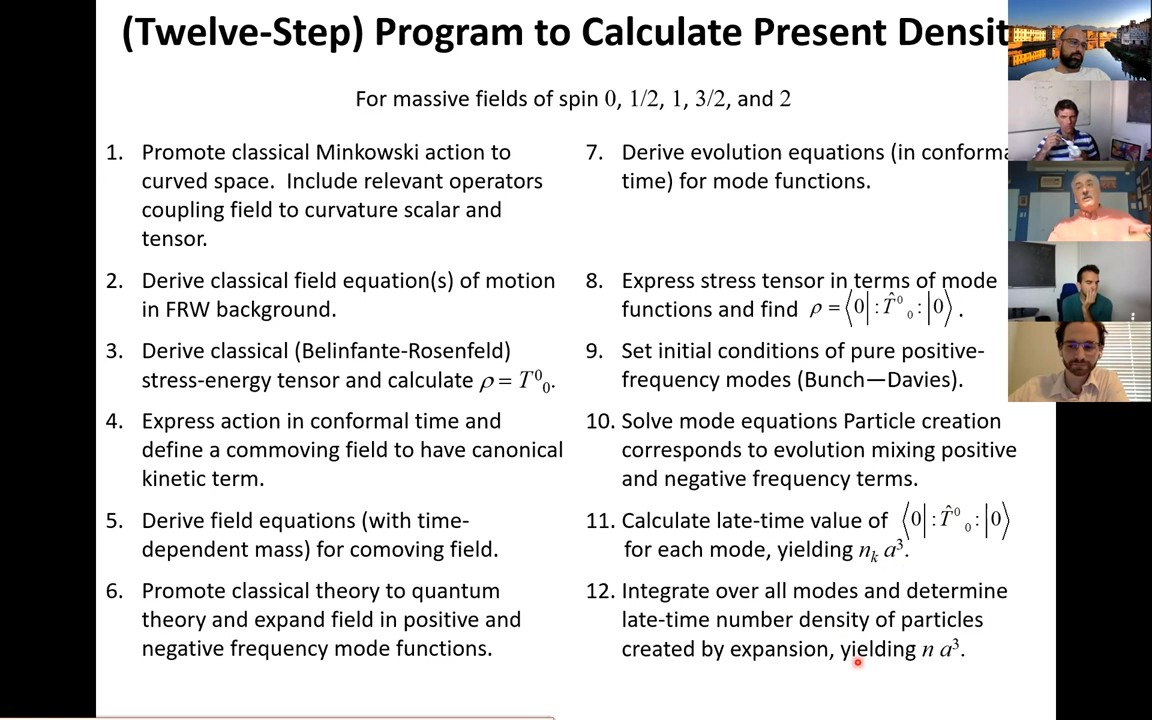 (Twelve-Step) Program to Calculate Present Densit
For massive fields of spin 0, 1/2, 1, 3/2, and 2
1. Promote classical Minkowski action to
curved space. Include relevant operators
coupling field to curvature scalar and
tensor.
2. Derive classical field equation(s) of motion
in FRW background.
3. Derive classical (Belinfante-Rosenfeld)
stress-energy tensor and calculate ρ = T⁰₀.
4. Express action in conformal time and
define a commoving field to have canonical
kinetic term.
5. Derive field equations (with time-
dependent mass) for comoving field.
6. Promote classical theory to quantum
theory and expand field in positive and
negative frequency mode functions.
7. Derive evolution equations (in conforma
time) for mode functions.
8. Express stress tensor in terms of mode
functions and find ρ = ⟨0| :T̂⁰₀: |0⟩ .
9. Set initial conditions of pure positive-
frequency modes (Bunch—Davies).
10. Solve mode equations Particle creation
corresponds to evolution mixing positive
and negative frequency terms.
11. Calculate late-time value of ⟨0| :T̂⁰₀: |0⟩
for each mode, yielding nₖ a³.
12. Integrate over all modes and determine
late-time number density of particles
created by expansion, yielding n a³.